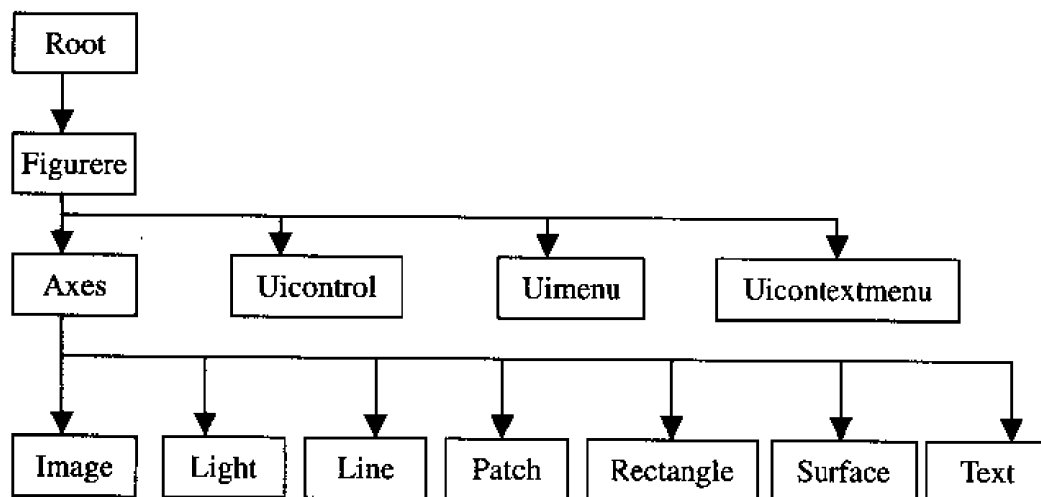 Root
Figurere
Axes
Uicontrol
Uimenu
Uicontextmenu
Image
Light
Line
Patch
Rectangle
Surface
Text